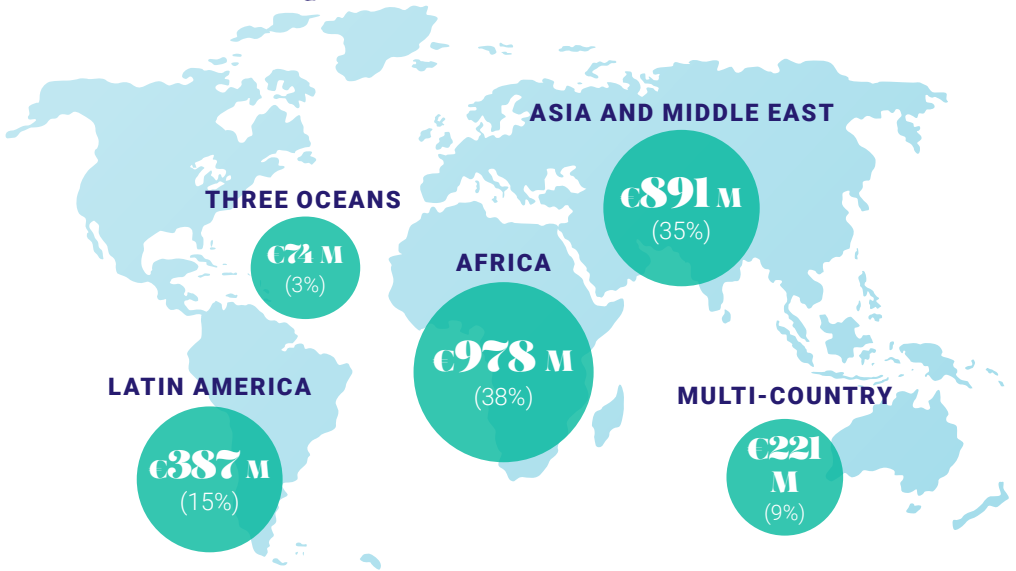 ASIA AND MIDDLE EAST
€891 M
(35%)
THREE OCEANS
€74 M
(3%)
AFRICA
€978 M
(38%)
LATIN AMERICA
€387 M
(15%)
MULTI-COUNTRY
€221
M
(9%)